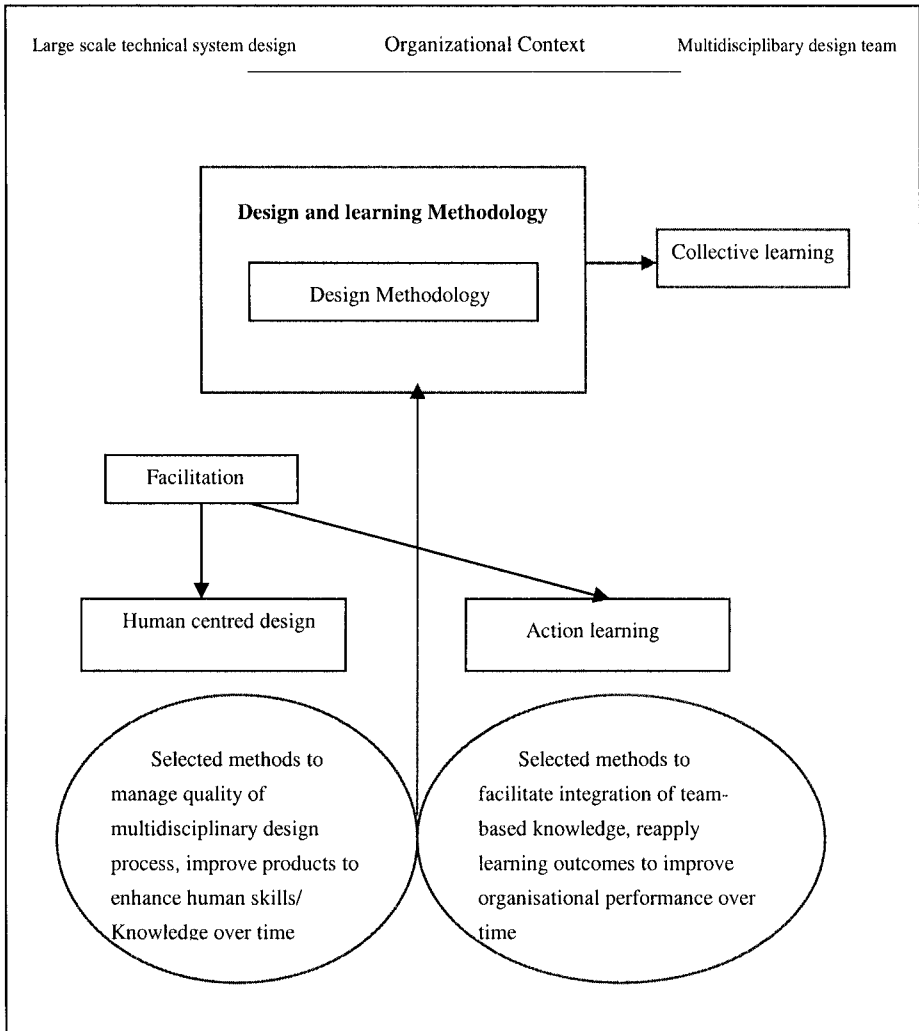 Large scale technical system design Organizational Context Multidisciplibary design team
Design and learning Methodology
Design Methodology
Collective learning
Facilitation
Human centred design
Action learning
Selected methods to
manage quality of
multidisciplinary design
process, improve products to
enhance human skills/
Knowledge over time
Selected methods to
facilitate integration of team-
based knowledge, reapply
learning outcomes to improve
organisational performance over
time